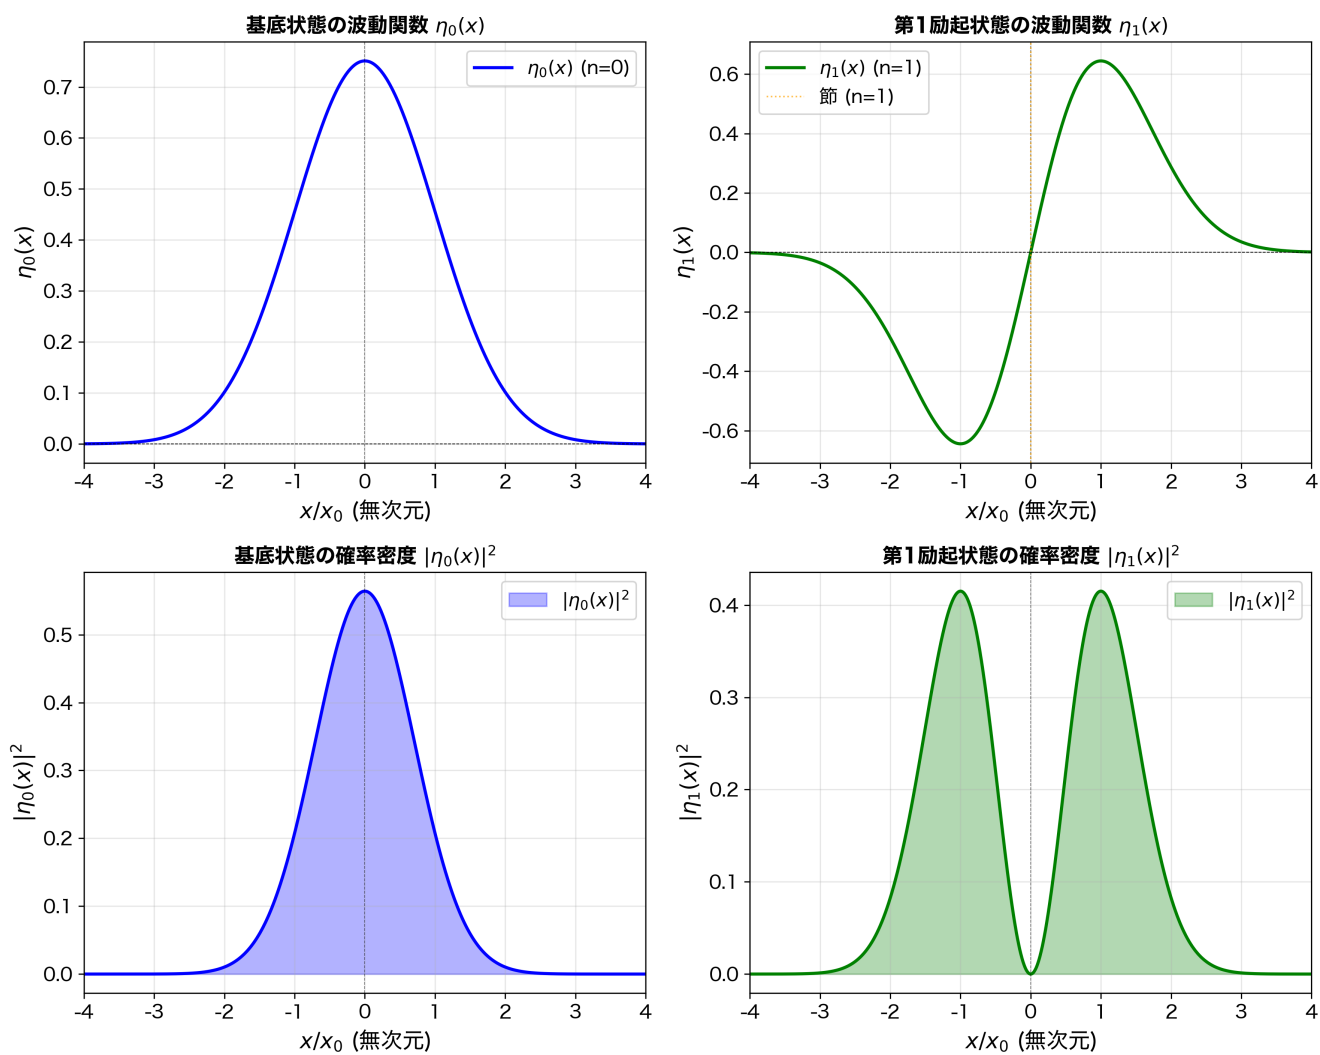 基底状態の波動関数 η₀(x)
η₀(x) (n=0)
η₀(x)
0.7
0.6
0.5
0.4
0.3
0.2
0.1
0.0
-4 -3 -2 -1 0 1 2 3 4
x/x₀ (無次元)
第1励起状態の波動関数 η₁(x)
η₁(x) (n=1)
節 (n=1)
η₁(x)
0.6
0.4
0.2
0.0
-0.2
-0.4
-0.6
-4 -3 -2 -1 0 1 2 3 4
x/x₀ (無次元)
基底状態の確率密度 |η₀(x)|²
|η₀(x)|²
|η₀(x)|²
0.5
0.4
0.3
0.2
0.1
0.0
-4 -3 -2 -1 0 1 2 3 4
x/x₀ (無次元)
第1励起状態の確率密度 |η₁(x)|²
|η₁(x)|²
|η₁(x)|²
0.4
0.3
0.2
0.1
0.0
-4 -3 -2 -1 0 1 2 3 4
x/x₀ (無次元)